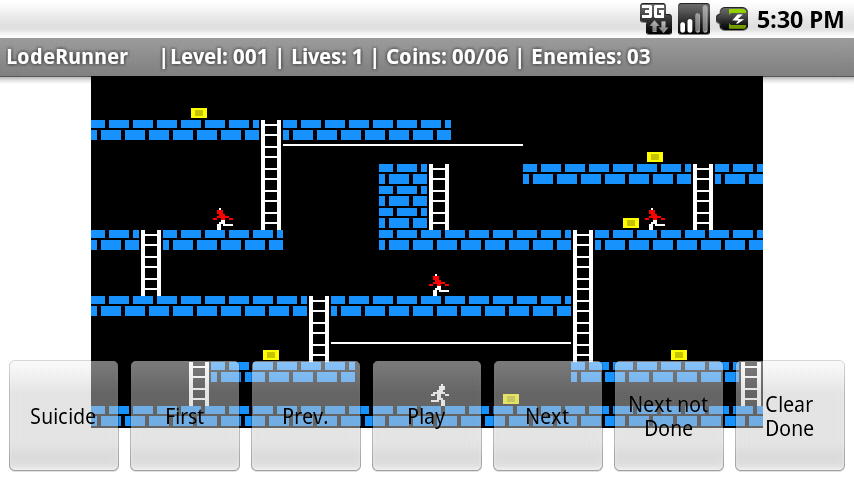 3G 5:30 PM
LodeRunner |Level: 001 | Lives: 1 | Coins: 00/06 | Enemies: 03
Suicide First Prev. Play Next Next not Done Clear Done